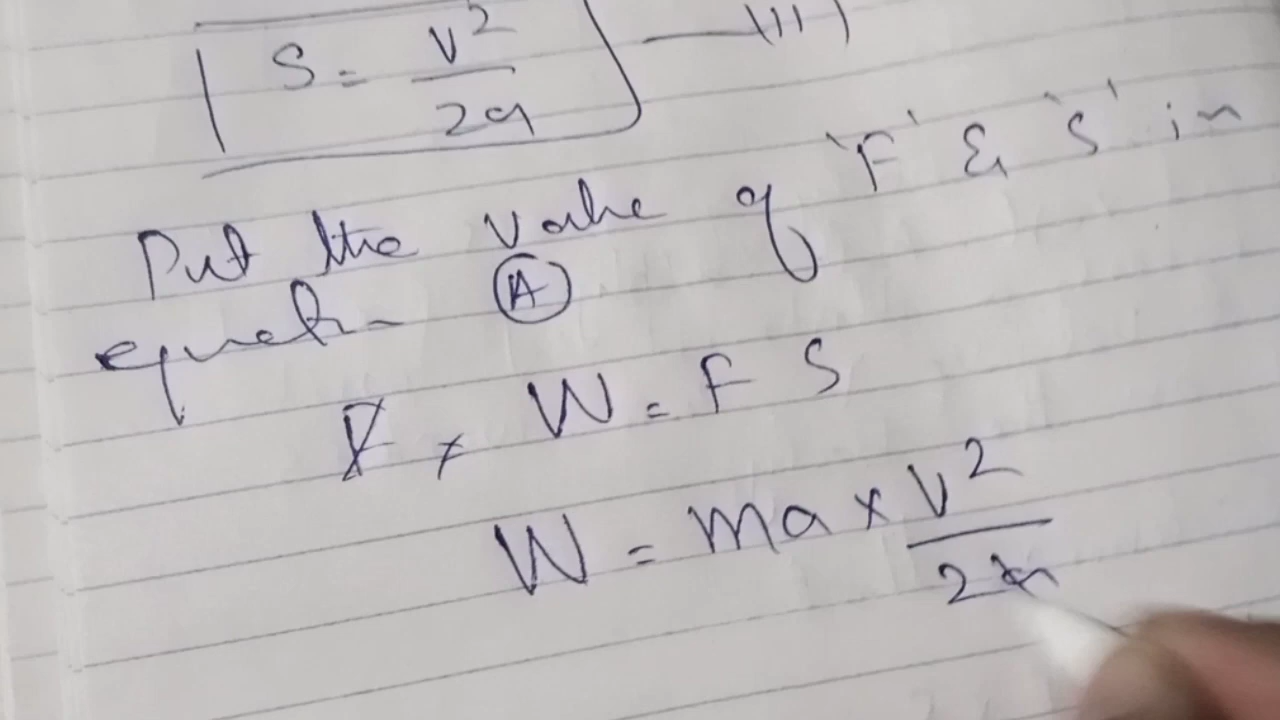 S = v²/2a —(III)
Put the value of 'F' & 'S' in
equation (A)
W = F S
W = ma × v²/2a